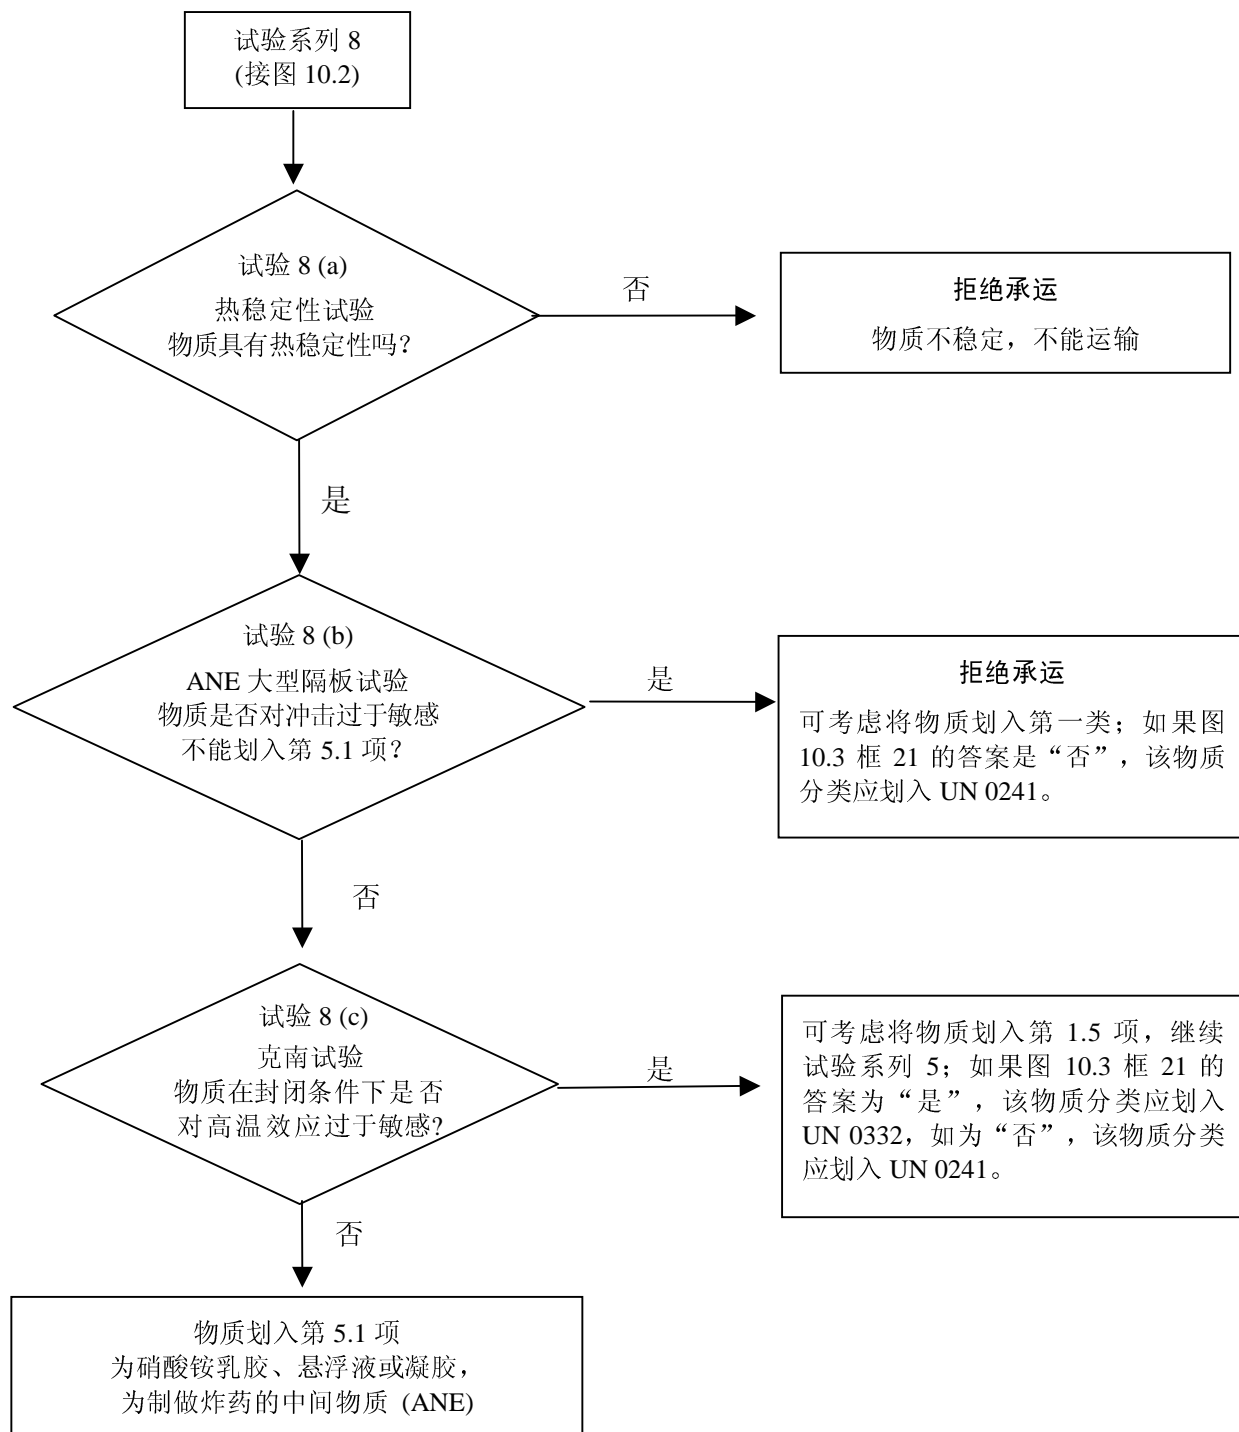 试验系列 8
(接图 10.2)
试验 8 (a)
热稳定性试验
物质具有热稳定性吗？
否
拒绝承运
物质不稳定，不能运输
是
试验 8 (b)
ANE 大型隔板试验
物质是否对冲击过于敏感
不能划入第 5.1 项？
是
拒绝承运
可考虑将物质划入第一类；如果图
10.3 框 21 的答案是“否”，该物质
分类应划入 UN 0241。
否
试验 8 (c)
克南试验
物质在封闭条件下是否
对高温效应过于敏感?
是
可考虑将物质划入第 1.5 项，继续
试验系列 5；如果图 10.3 框 21 的
答案为“是”，该物质分类应划入
UN 0332，如为“否”，该物质分类
应划入 UN 0241。
否
物质划入第 5.1 项
为硝酸铵乳胶、悬浮液或凝胶，
为制做炸药的中间物质 (ANE)